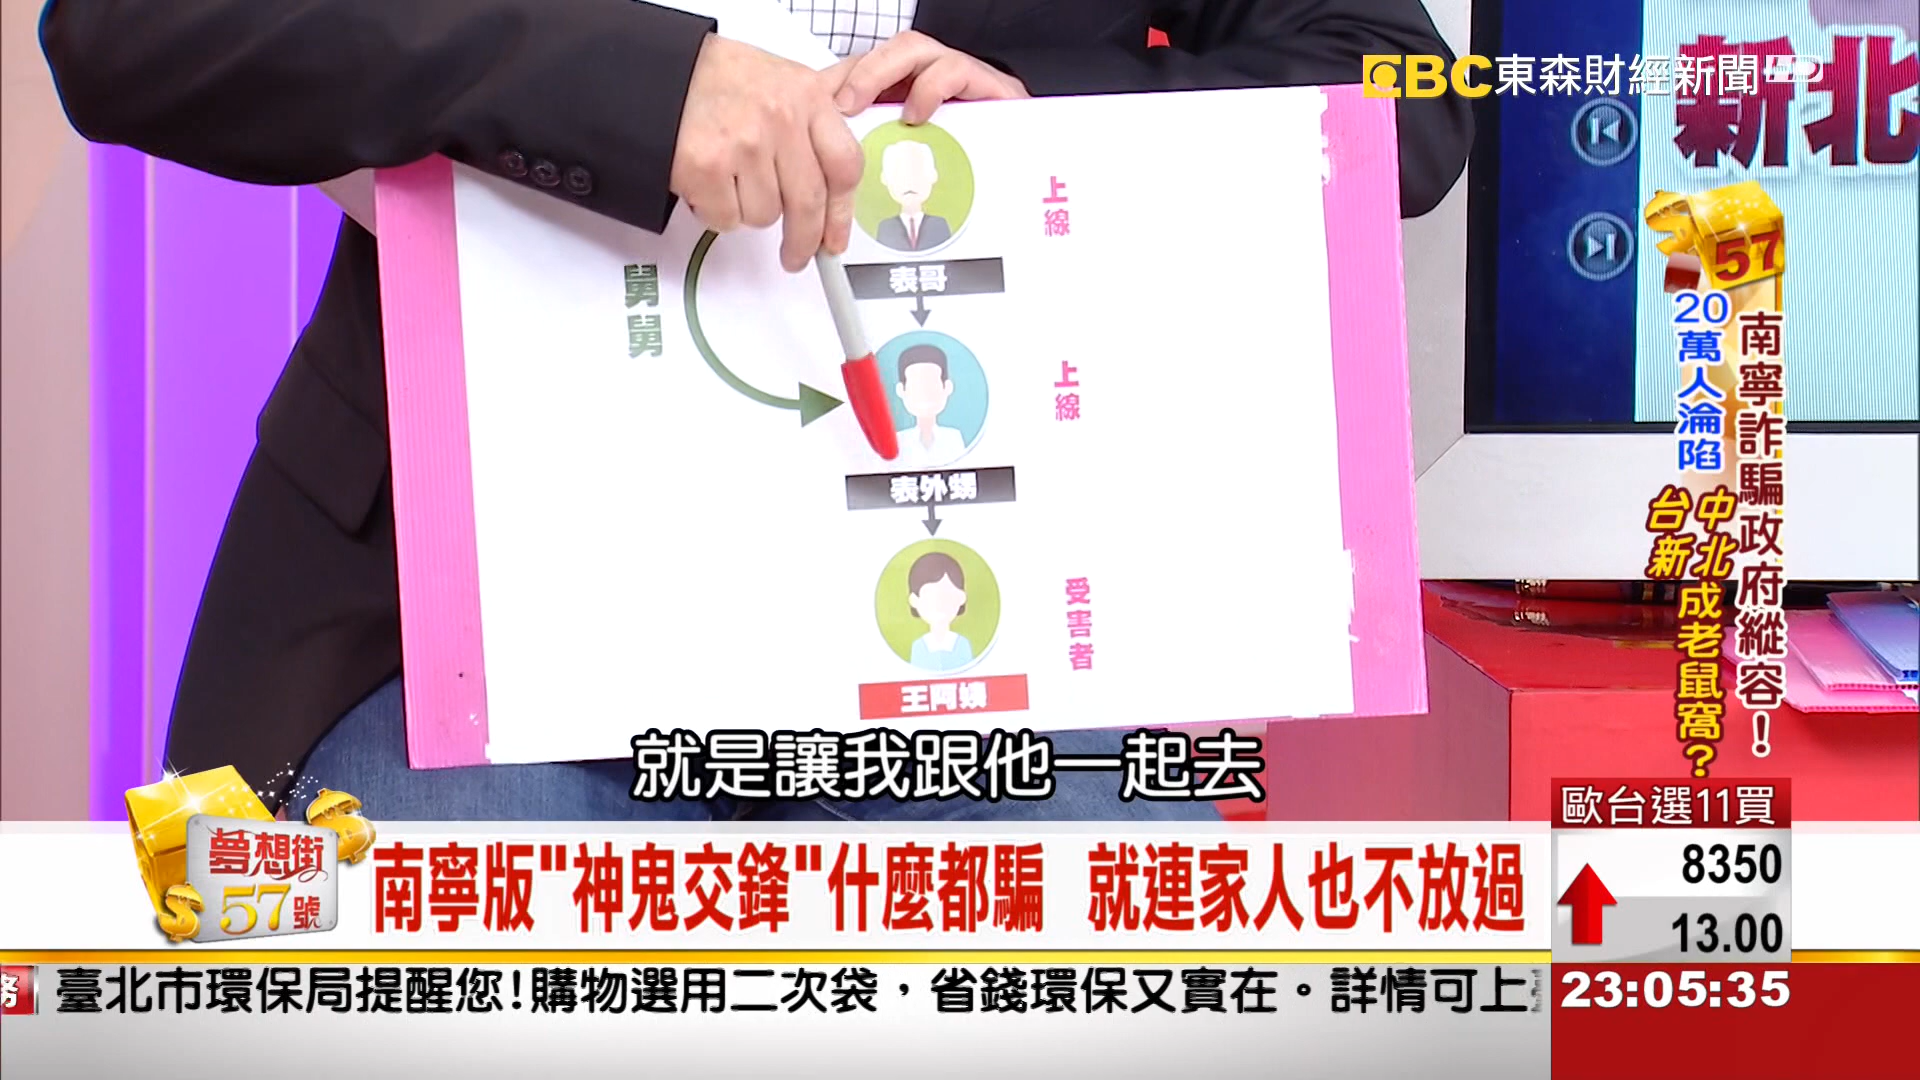 EBC東森財經新聞HD
新北
上線
表哥
舅舅
上線
表外甥
受害者
王阿姨
57
南寧詐騙政府縱容！
20萬人淪陷
中北成老鼠窩？
台新
就是讓我跟他一起去
夢想街57號
南寧版"神鬼交鋒"什麼都騙 就連家人也不放過
歐台選11買
8350
13.00
務 臺北市環保局提醒您！購物選用二次袋，省錢環保又實在。詳情可上
23:05:35